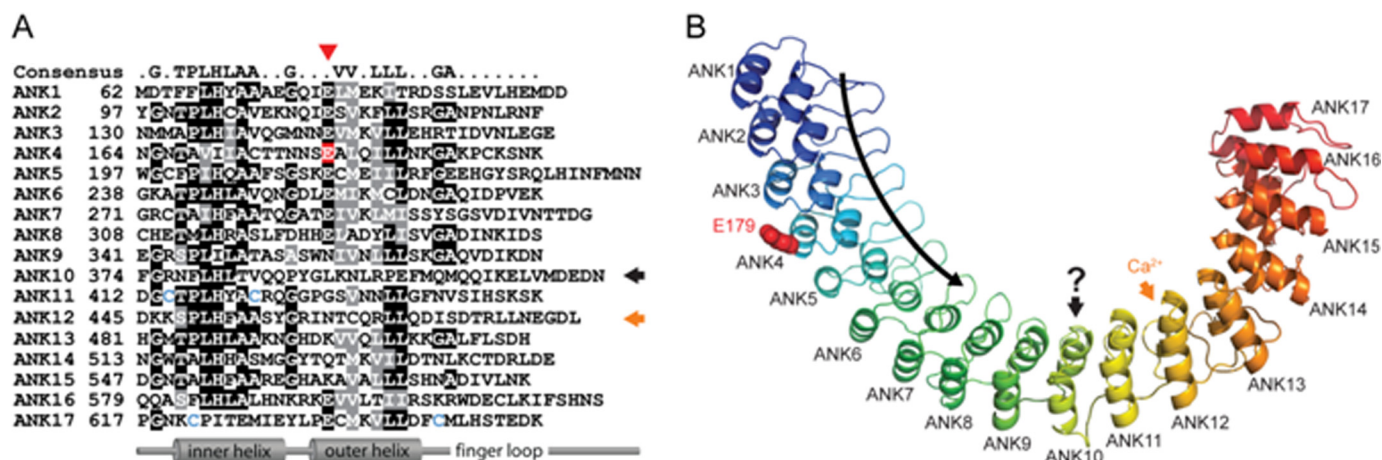 A
Consensus .G.TPLHLAA..G...VV.LLL..GA.......
ANK1 62 MDTFFLHYAAAEGQIELMEKITRDSSLEVLHEMDD
ANK2 97 YGNTPLHCAVEKNQIESVKFLLSRGANPNLRNF
ANK3 130 NMMAPLHIAVQGMNNEVMKVLLEHRTIDVNLEGE
ANK4 164 NGNTAVIIACTTNNSEALQILLNKGAKPCKSNK
ANK5 197 WGCFPIHQAAFSGSKECMEIILRFGEEHGYSRQLHINFMNN
ANK6 238 GKATPLHLAVQNGDLEMIKMCLDNGAQIDPVEK
ANK7 271 GRCTAIHFAATQGATEIVKLMISSYSGSVDIVNTTDG
ANK8 308 CHETMLHRASLFDHHELADYLISVGADINKIDS
ANK9 341 EGRSPLILATASASWNIVNLLLSKGAQVDIKDN
ANK10 374 FGRNFLHLTVQQPYGLKNLRPEFMQMQQIKELVMDEDN
ANK11 412 DGCTPLHYACRQGGPGSVNNLLGFNVSIHSKSK
ANK12 445 DKKSPLHFAASYGRINTCQRLLQDISDTRLLNEGDL
ANK13 481 HGMTPLHLAAKNGHDKVVQLLLKKGALFLSDH
ANK14 513 NGWTALHHASMGGYTQTMKVILDTNLKCTDRLDE
ANK15 547 DGNTALHFAAREGHAKAVALLLSHNADIVLNK
ANK16 579 QQASFLHLALHNKRKEVVLTIIRSKRWDECLKIFSHNS
ANK17 617 PGNKCPITEMIEYLPECMKVLLDFCMLHSTEDK
inner helix outer helix finger loop
B
ANK1
ANK2
ANK3
E179
ANK4
ANK5
ANK6
ANK7
ANK8
ANK9
?
ANK10
ANK11
Ca²⁺
ANK12
ANK13
ANK14
ANK15
ANK16
ANK17